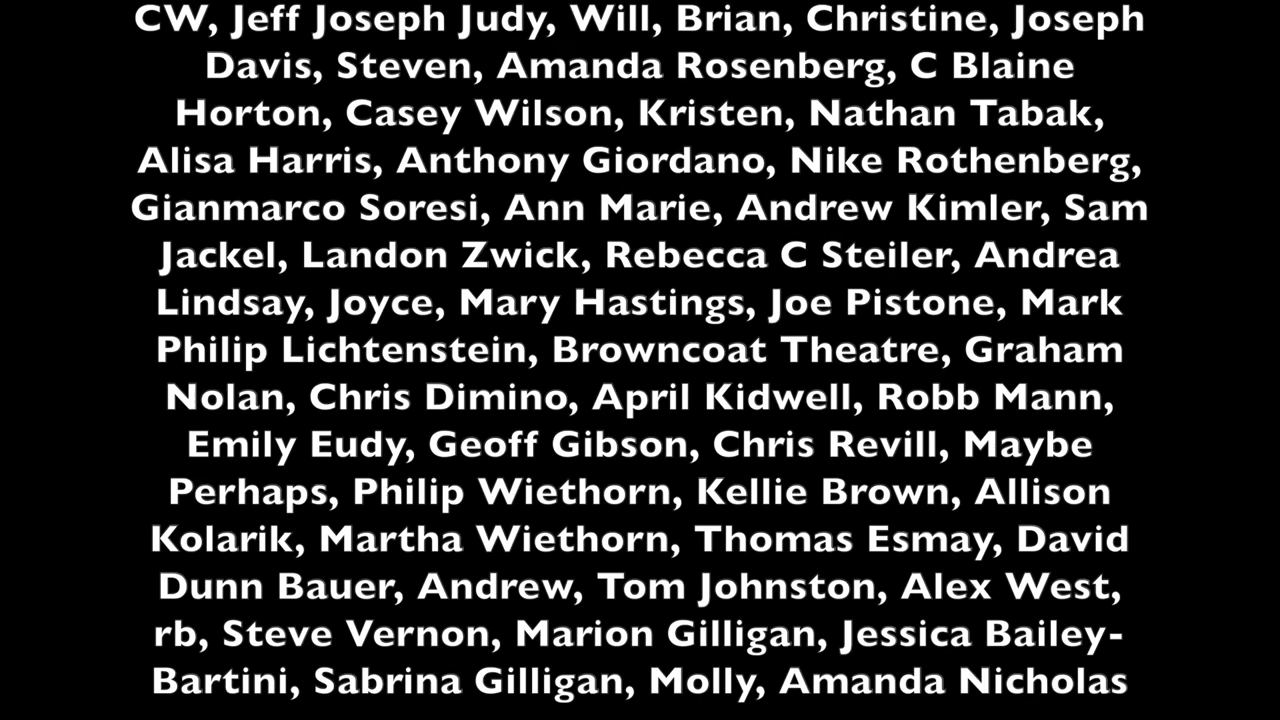 CW, Jeff Joseph Judy, Will, Brian, Christine, Joseph
Davis, Steven, Amanda Rosenberg, C Blaine
Horton, Casey Wilson, Kristen, Nathan Tabak,
Alisa Harris, Anthony Giordano, Nike Rothenberg,
Gianmarco Soresi, Ann Marie, Andrew Kimler, Sam
Jackel, Landon Zwick, Rebecca C Steiler, Andrea
Lindsay, Joyce, Mary Hastings, Joe Pistone, Mark
Philip Lichtenstein, Browncoat Theatre, Graham
Nolan, Chris Dimino, April Kidwell, Robb Mann,
Emily Eudy, Geoff Gibson, Chris Revill, Maybe
Perhaps, Philip Wiethorn, Kellie Brown, Allison
Kolarik, Martha Wiethorn, Thomas Esmay, David
Dunn Bauer, Andrew, Tom Johnston, Alex West,
rb, Steve Vernon, Marion Gilligan, Jessica Bailey-
Bartini, Sabrina Gilligan, Molly, Amanda Nicholas